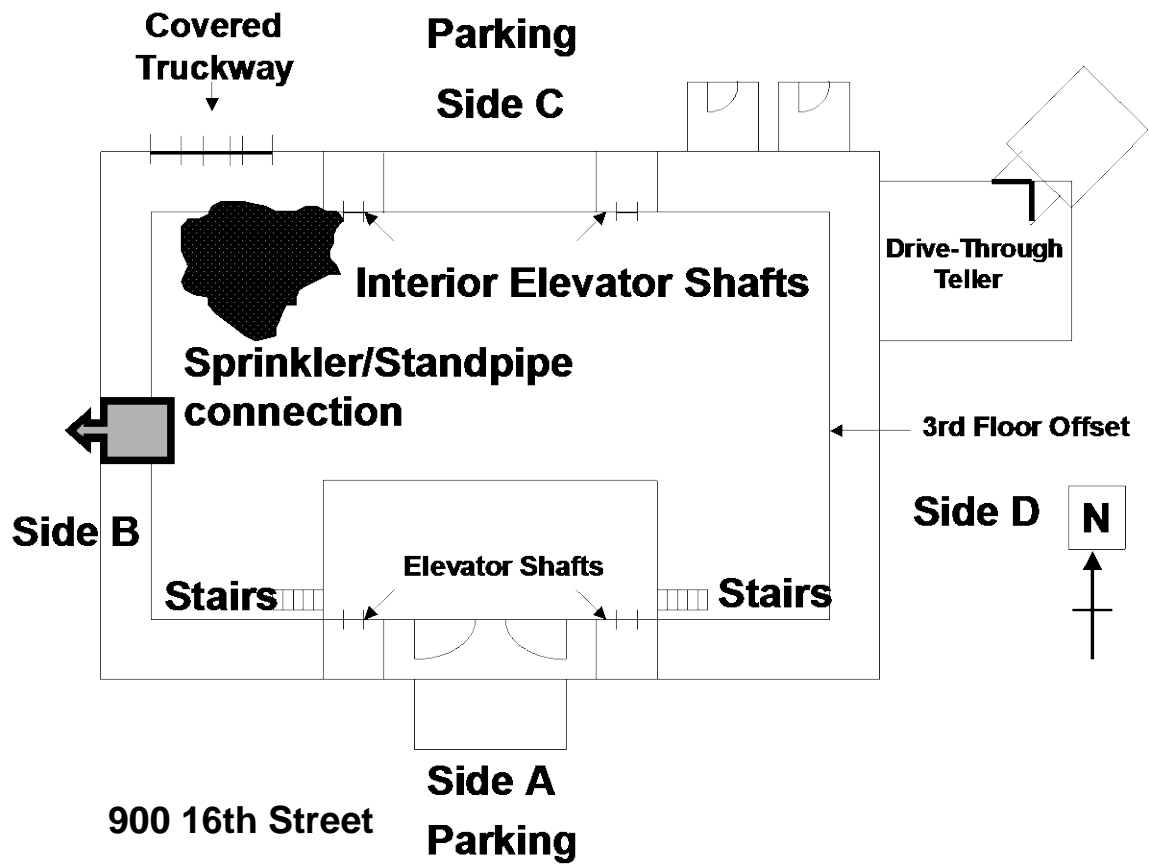 Covered
Truckway
Parking
Side C
Drive-Through
Teller
Interior Elevator Shafts
Sprinkler/Standpipe
connection
3rd Floor Offset
Side B
Side D
N
Elevator Shafts
Stairs
Stairs
Side A
900 16th Street
Parking